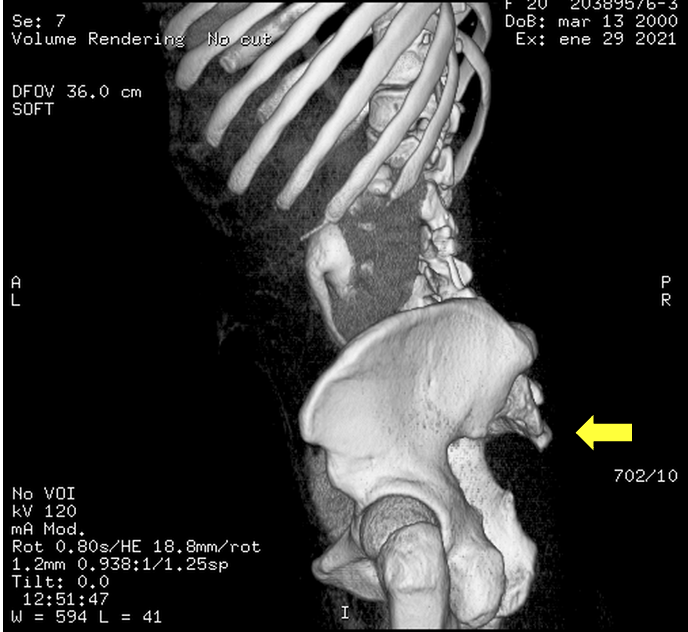 Se: 7
Volume Rendering No cut
F 20 20389576-3
DoB: mar 13 2000
Ex: ene 29 2021
DFOV 36.0 cm
SOFT
A
L
P
R
702/10
No VOI
kV 120
mA Mod.
Rot 0.80s/HE 18.8mm/rot
1.2mm 0.938:1/1.25sp
Tilt: 0.0
12:51:47
W = 594 L = 41
I